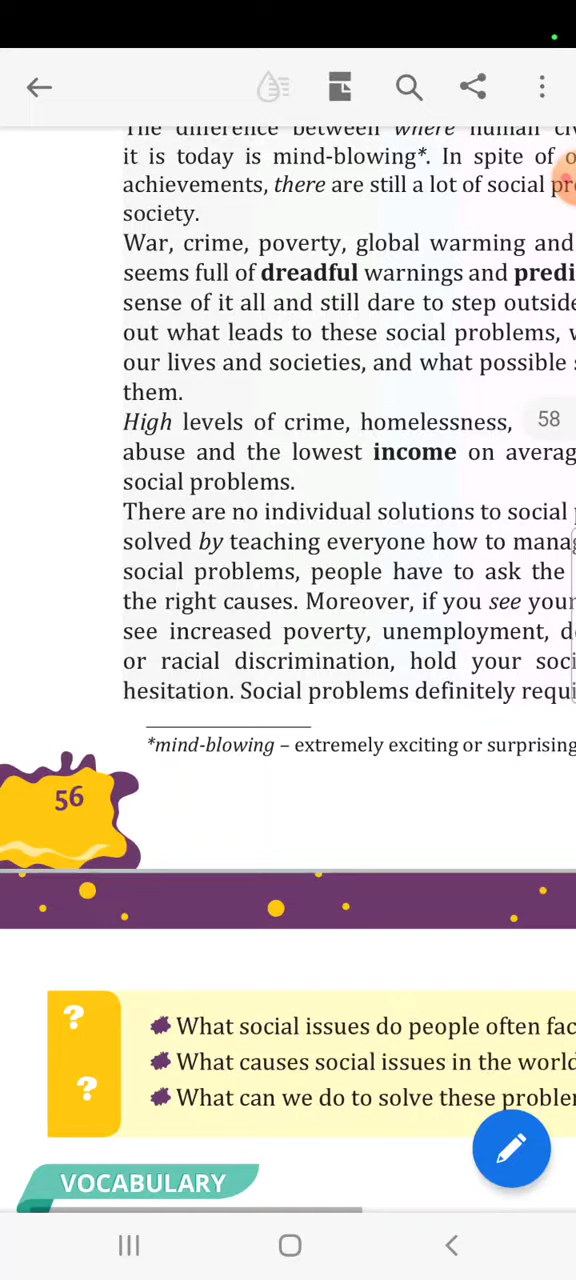 The difference between where human
it is today is mind-blowing*. In spite of
achievements, there are still a lot of social
society.
War, crime, poverty, global warming and
seems full of dreadful warnings and
sense of it all and still dare to step outside
out what leads to these social problems,
our lives and societies, and what possible
them.
High levels of crime, homelessness,
58
abuse and the lowest income on
social problems.
There are no individual solutions to social
solved by teaching everyone how to
social problems, people have to ask the
the right causes. Moreover, if you see
see increased poverty, unemployment,
or racial discrimination, hold your
hesitation. Social problems definitely
*mind-blowing – extremely exciting or surprising
56
? What social issues do people often
What causes social issues in the world
? What can we do to solve these
VOCABULARY